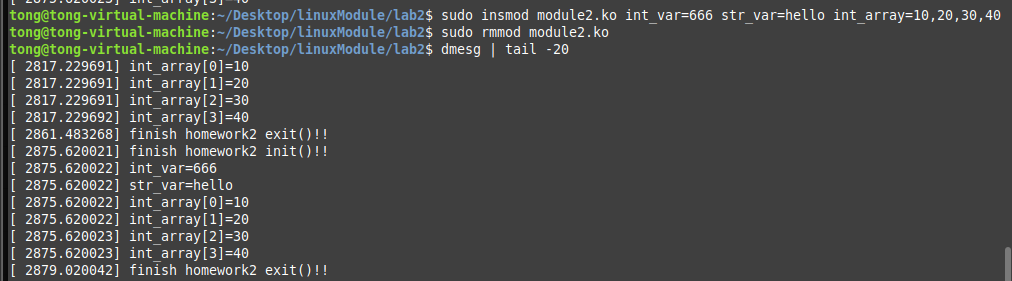 tong@tong-virtual-machine:~/Desktop/linuxModule/lab2$ sudo insmod module2.ko int_var=666 str_var=hello int_array=10,20,30,40
tong@tong-virtual-machine:~/Desktop/linuxModule/lab2$ sudo rmmod module2.ko
tong@tong-virtual-machine:~/Desktop/linuxModule/lab2$ dmesg | tail -20
[ 2817.229691] int_array[0]=10
[ 2817.229691] int_array[1]=20
[ 2817.229691] int_array[2]=30
[ 2817.229692] int_array[3]=40
[ 2861.483268] finish homework2 exit()!!
[ 2875.620021] finish homework2 init()!!
[ 2875.620022] int_var=666
[ 2875.620022] str_var=hello
[ 2875.620022] int_array[0]=10
[ 2875.620022] int_array[1]=20
[ 2875.620023] int_array[2]=30
[ 2875.620023] int_array[3]=40
[ 2879.020042] finish homework2 exit()!!